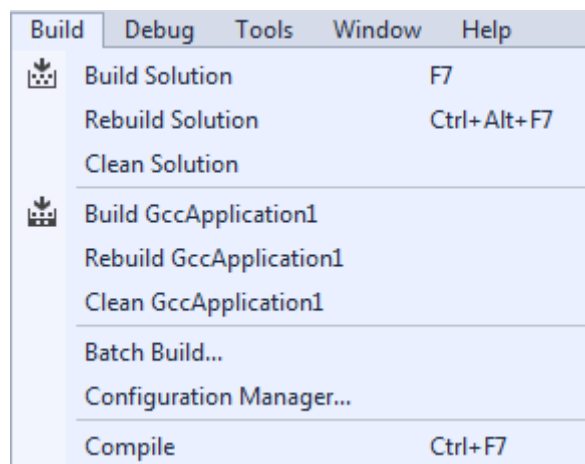 Build Debug Tools Window Help
Build Solution F7
Rebuild Solution Ctrl+Alt+F7
Clean Solution
Build GccApplication1
Rebuild GccApplication1
Clean GccApplication1
Batch Build...
Configuration Manager...
Compile Ctrl+F7